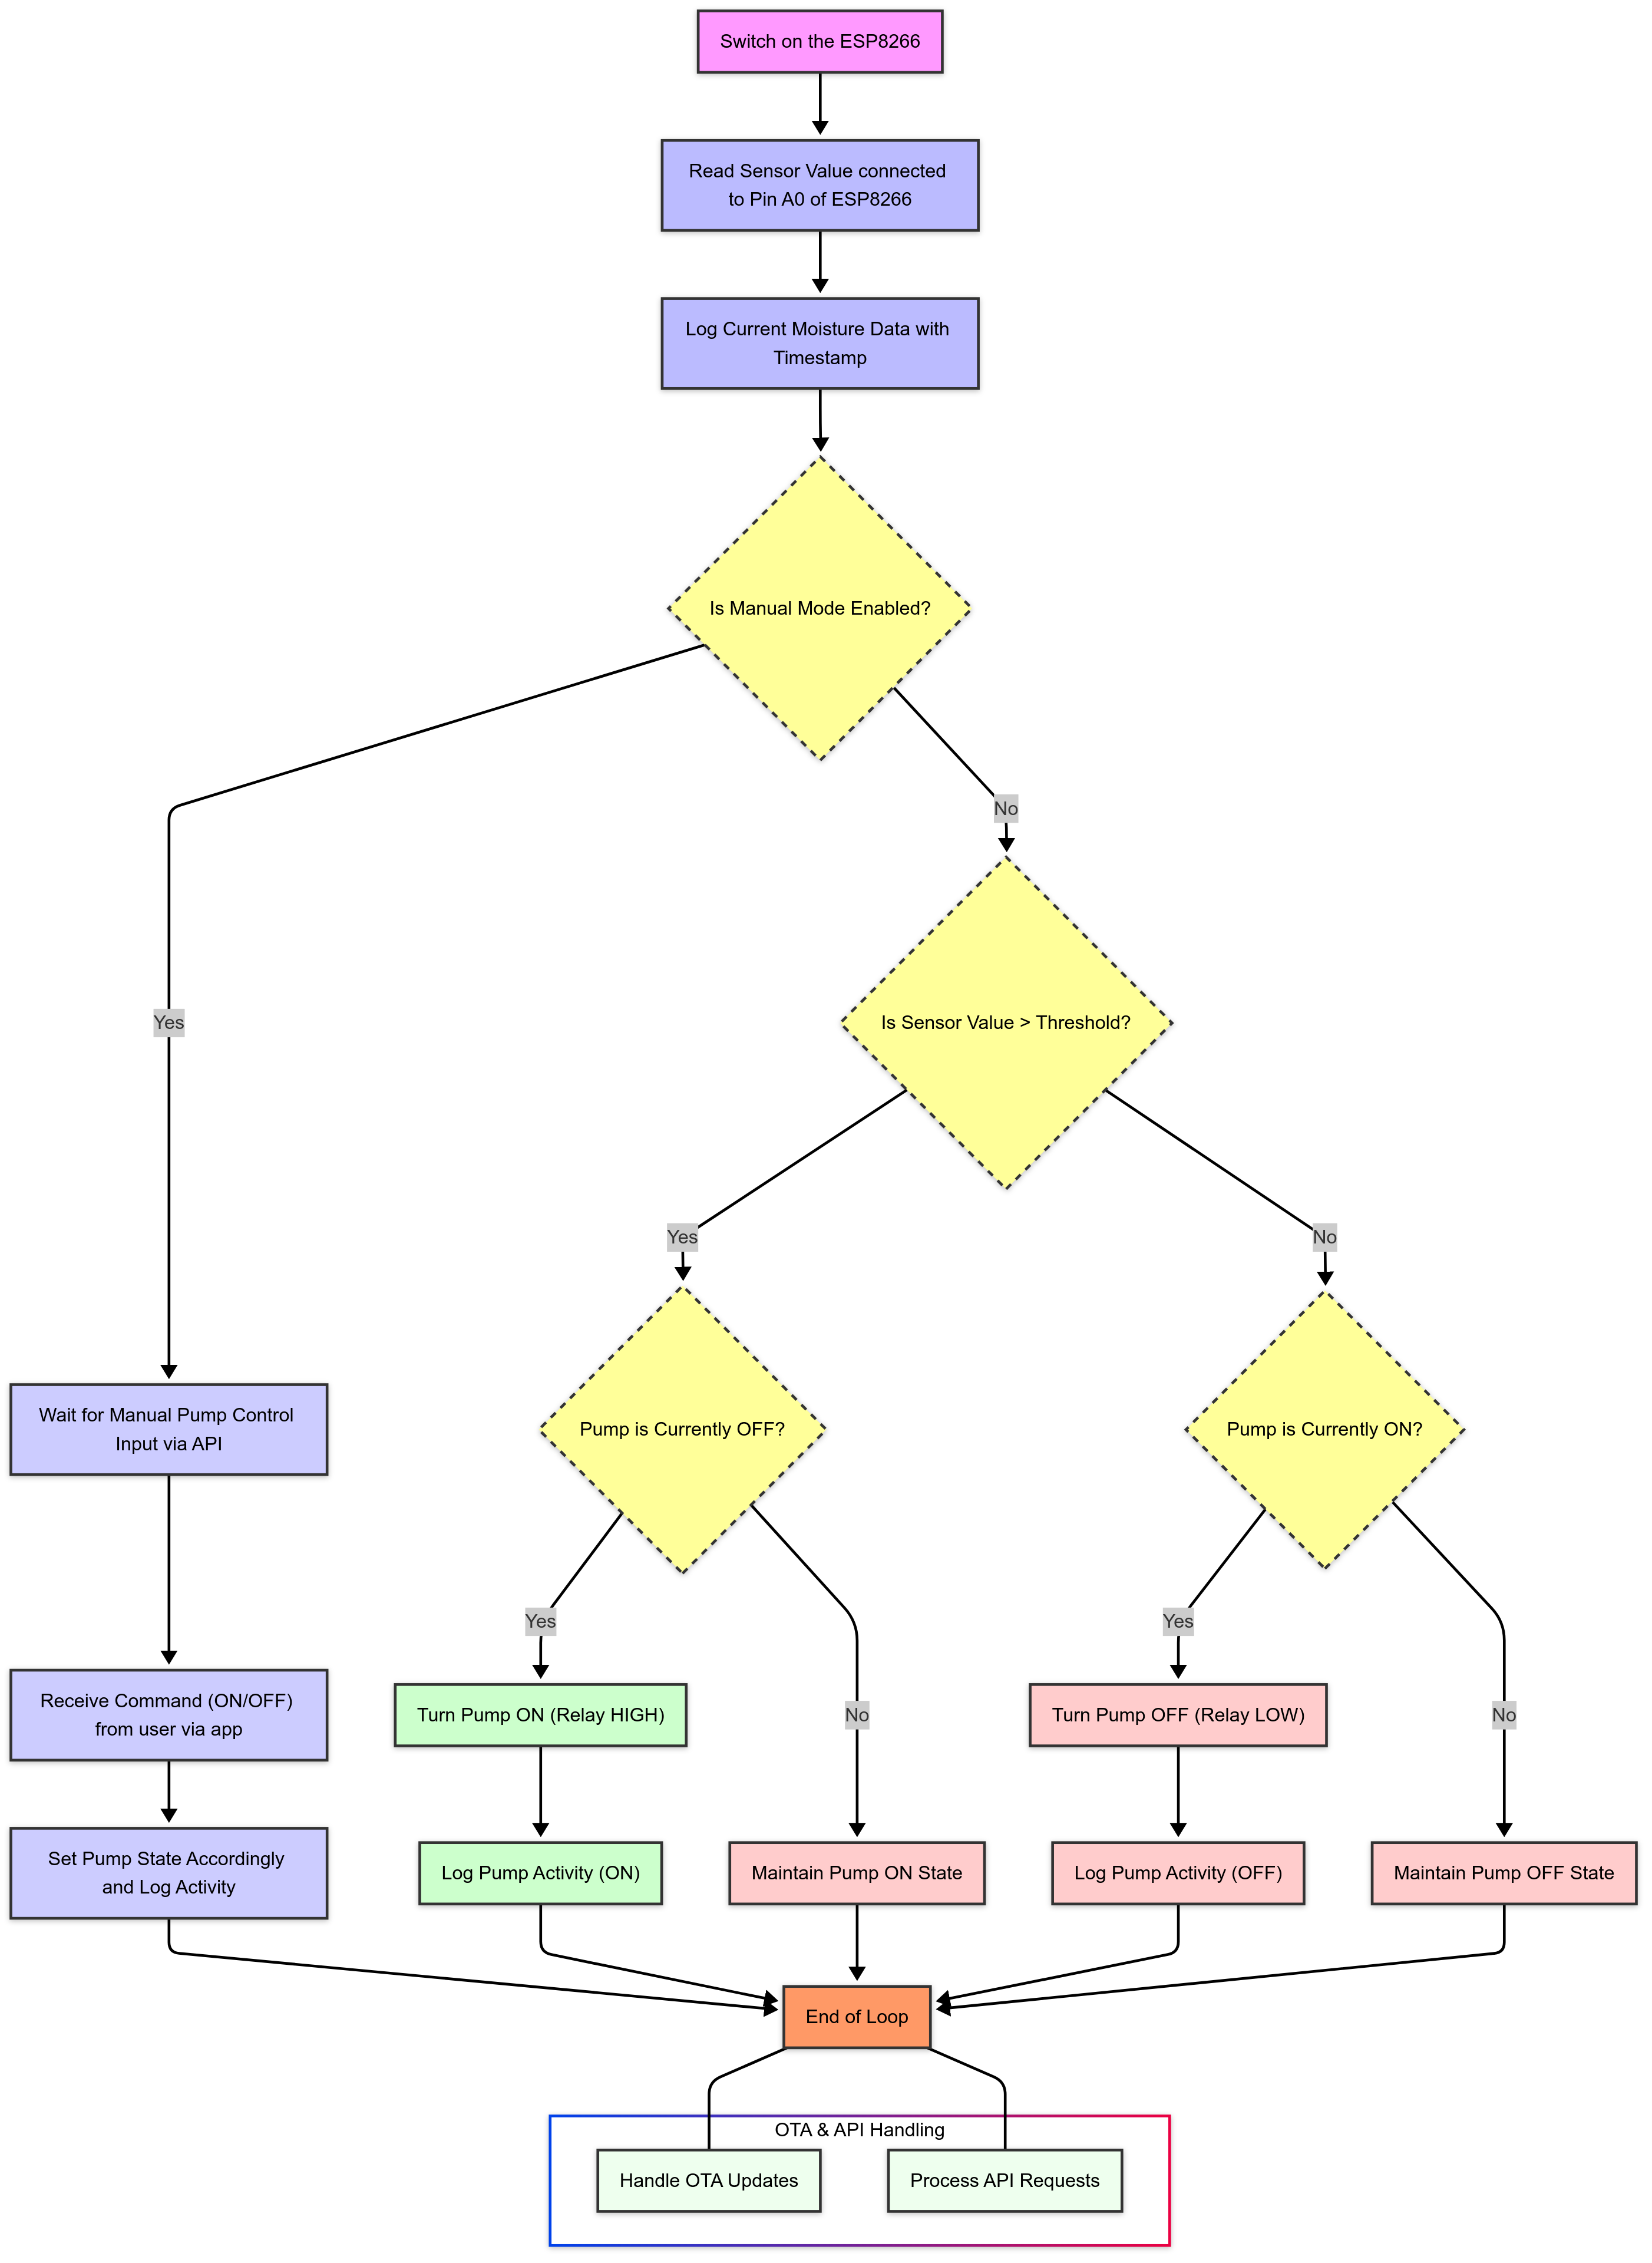 Switch on the ESP8266
Read Sensor Value connected
to Pin A0 of ESP8266
Log Current Moisture Data with
Timestamp
Is Manual Mode Enabled?
No
Yes
Is Sensor Value > Threshold?
Yes
No
Wait for Manual Pump Control
Input via API
Pump is Currently OFF?
Pump is Currently ON?
Yes
Yes
Receive Command (ON/OFF)
from user via app
Turn Pump ON (Relay HIGH)
No
Turn Pump OFF (Relay LOW)
No
Set Pump State Accordingly
and Log Activity
Log Pump Activity (ON)
Maintain Pump ON State
Log Pump Activity (OFF)
Maintain Pump OFF State
End of Loop
OTA & API Handling
Handle OTA Updates
Process API Requests